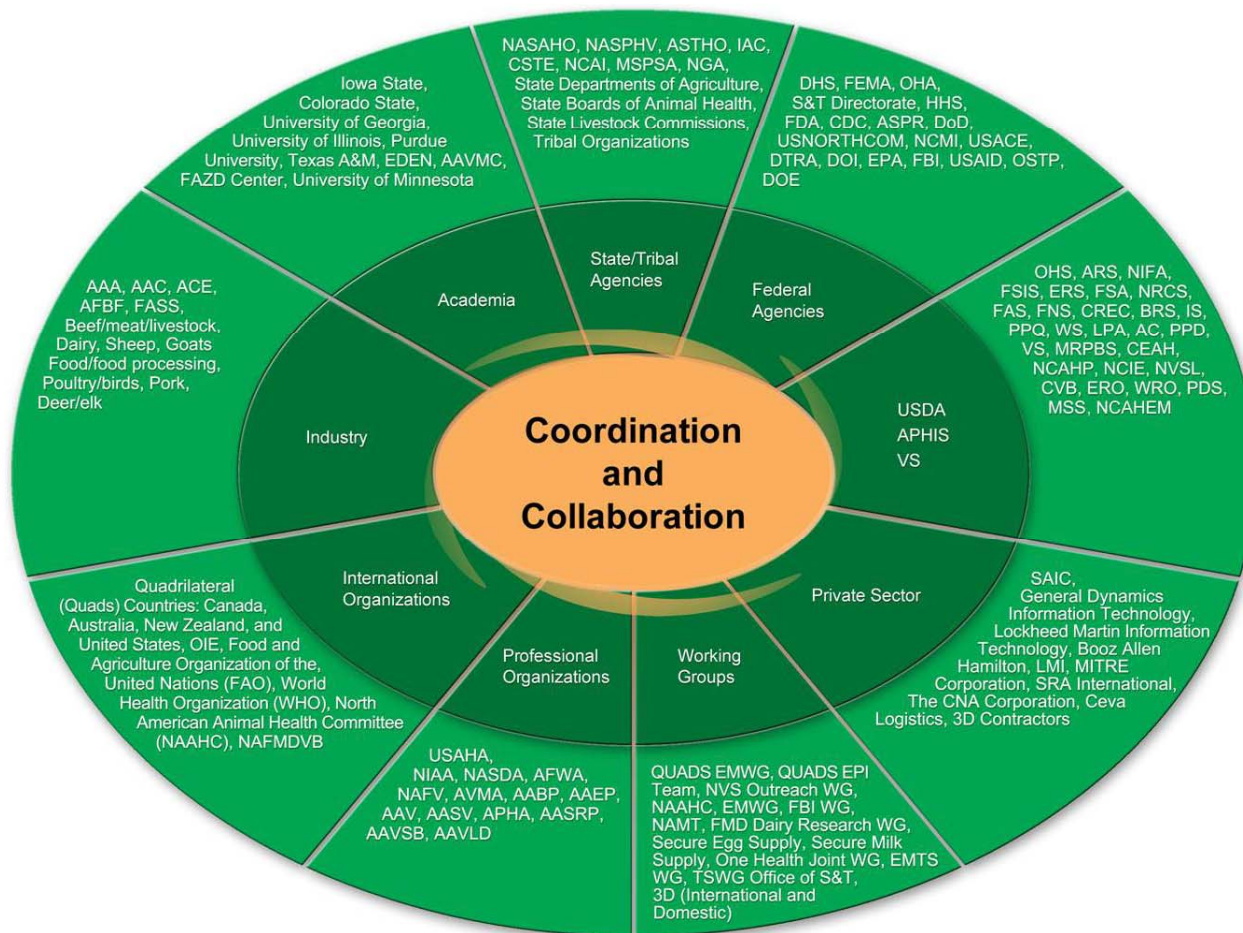 NASAHO, NASPHV, ASTHO, IAC,
CSTE, NCAI, MSPSA, NGA,
State Departments of Agriculture,
State Boards of Animal Health,
State Livestock Commissions,
Tribal Organizations
State/Tribal
Agencies
DHS, FEMA, OHA,
S&T Directorate, HHS,
FDA, CDC, ASPR, DoD,
USNORTHCOM, NCMI, USACE,
DTRA, DOI, EPA, FBI, USAID, OSTP,
DOE
Federal
Agencies
OHS, ARS, NIFA,
FSIS, ERS, FSA, NRCS,
FAS, FNS, CREC, BRS, IS,
PPQ, WS, LPA, AC, PPD,
VS, MRPBS, CEAH,
NCAHP, NCIE, NVSL,
CVB, ERO, WRO, PDS,
MSS, NCAHEM
USDA
APHIS
VS
SAIC,
General Dynamics
Information Technology,
Lockheed Martin Information
Technology, Booz Allen
Hamilton, LMI, MITRE
Corporation, SRA International,
The CNA Corporation, Ceva
Logistics, 3D Contractors
Private Sector
QUADS EMWG, QUADS EPI
Team, NVS Outreach WG,
NAAHC, EMWG, FBI WG,
NAMT, FMD Dairy Research WG,
Secure Egg Supply, Secure Milk
Supply, One Health Joint WG, EMTS
WG, TSWG Office of S&T,
3D (International and
Domestic)
Working
Groups
USAHA,
NIAA, NASDA, AFWA,
NAFV, AVMA, AABP, AAEP,
AAV, AASV, APHA, AASRP,
AAVSB, AAVLD
Professional
Organizations
Quadrilateral
(Quads) Countries: Canada,
Australia, New Zealand, and
United States, OIE, Food and
Agriculture Organization of the,
United Nations (FAO), World
Health Organization (WHO), North
American Animal Health Committee
(NAAHC), NAFMDVB
International
Organizations
AAA, AAC, ACE,
AFBF, FASS,
Beef/meat/livestock,
Dairy, Sheep, Goats
Food/food processing,
Poultry/birds, Pork,
Deer/elk
Industry
Iowa State,
Colorado State,
University of Georgia,
University of Illinois, Purdue
University, Texas A&M, EDEN, AAVMC,
FAZD Center, University of Minnesota
Academia
Coordination
and
Collaboration